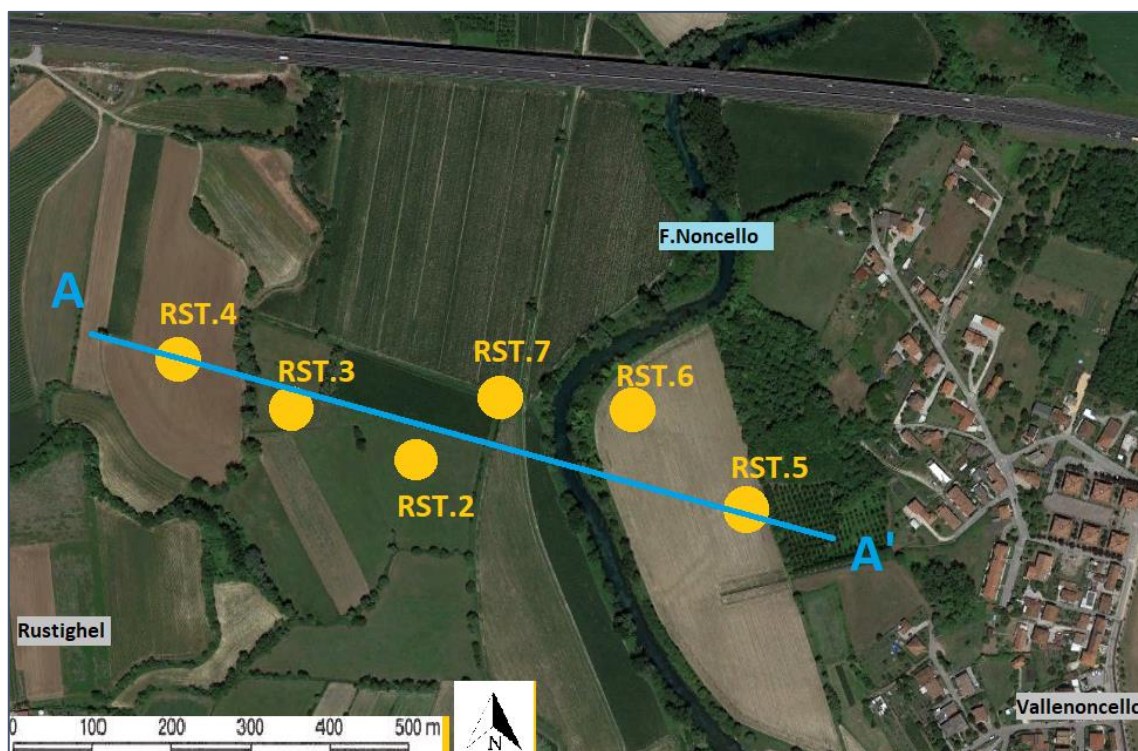 F.Noncello
A
RST.4
RST.3
RST.7
RST.6
RST.2
RST.5
A'
Rustighel
Vallenoncello
0 100 200 300 400 500 m
N